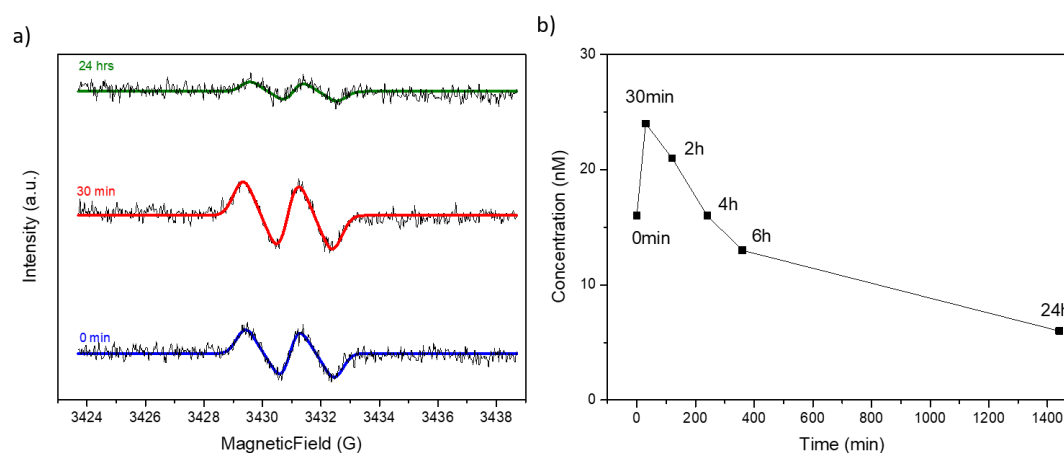 a)
24 hrs
30 min
0 min
Intensity (a.u.)
3424 3426 3428 3430 3432 3434 3436 3438
MagneticField (G)
b)
30
20
10
0
Concentration (nM)
30min
2h
4h
0min
6h
24h
0 200 400 600 800 1000 1200 1400
Time (min)